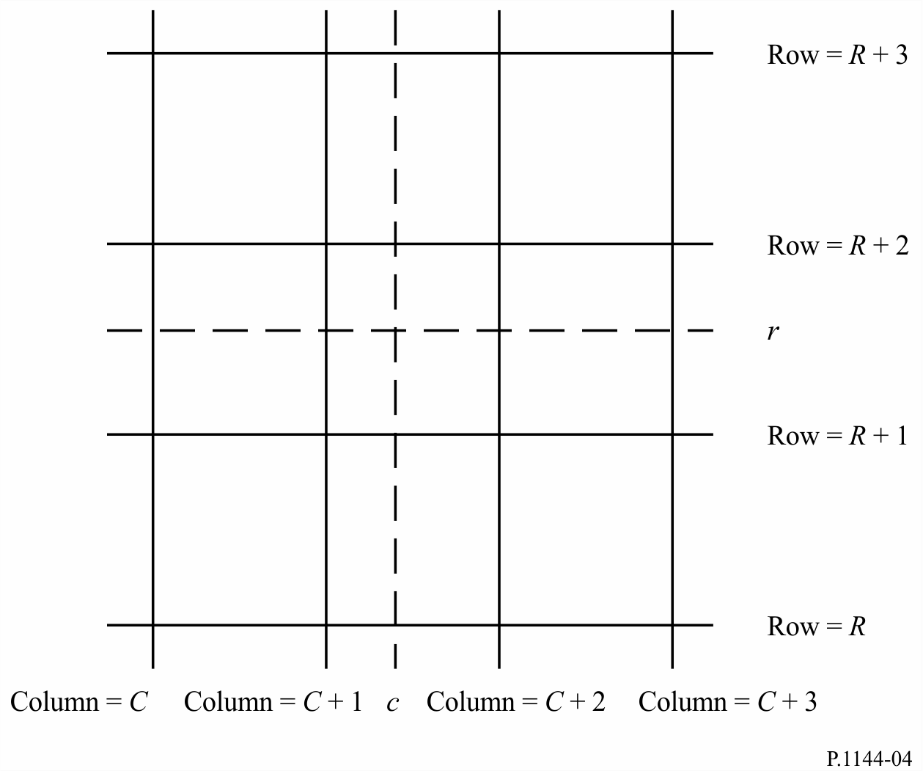 Row = R + 3
Row = R + 2
r
Row = R + 1
Row = R
Column = C Column = C + 1 c Column = C + 2 Column = C + 3
P.1144-04